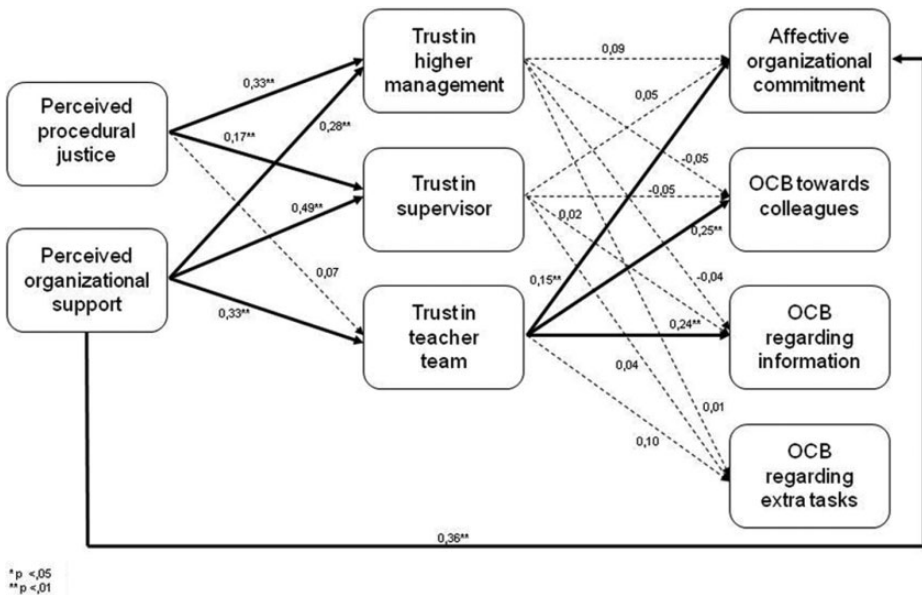 Perceived
procedural
justice
Perceived
organizational
support
Trust in
higher
management
Trust in
supervisor
Trust in
teacher
team
Affective
organizational
commitment
OCB towards
colleagues
OCB
regarding
information
OCB
regarding
extra tasks
0,33**
0,17**
0,28**
0,49**
0,07
0,33**
0,09
0,05
-0,05
-0,05
0,02
0,25**
0,15**
-0,04
0,24**
0,04
0,01
0,10
0,36**
*p <,05
**p <,01